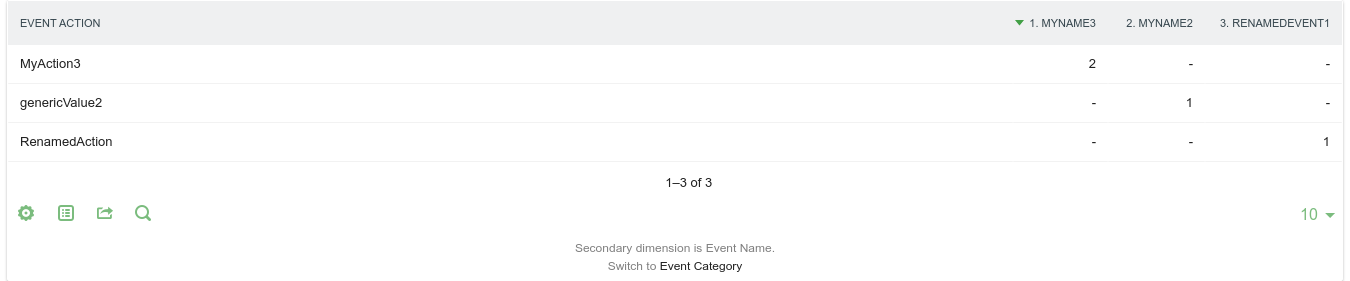 EVENT ACTION 1. MYNAME3 2. MYNAME2 3. RENAMEDEVENT1
MyAction3 2 - -
genericValue2 - 1 -
RenamedAction - - 1
1–3 of 3
10
Secondary dimension is Event Name.
Switch to Event Category